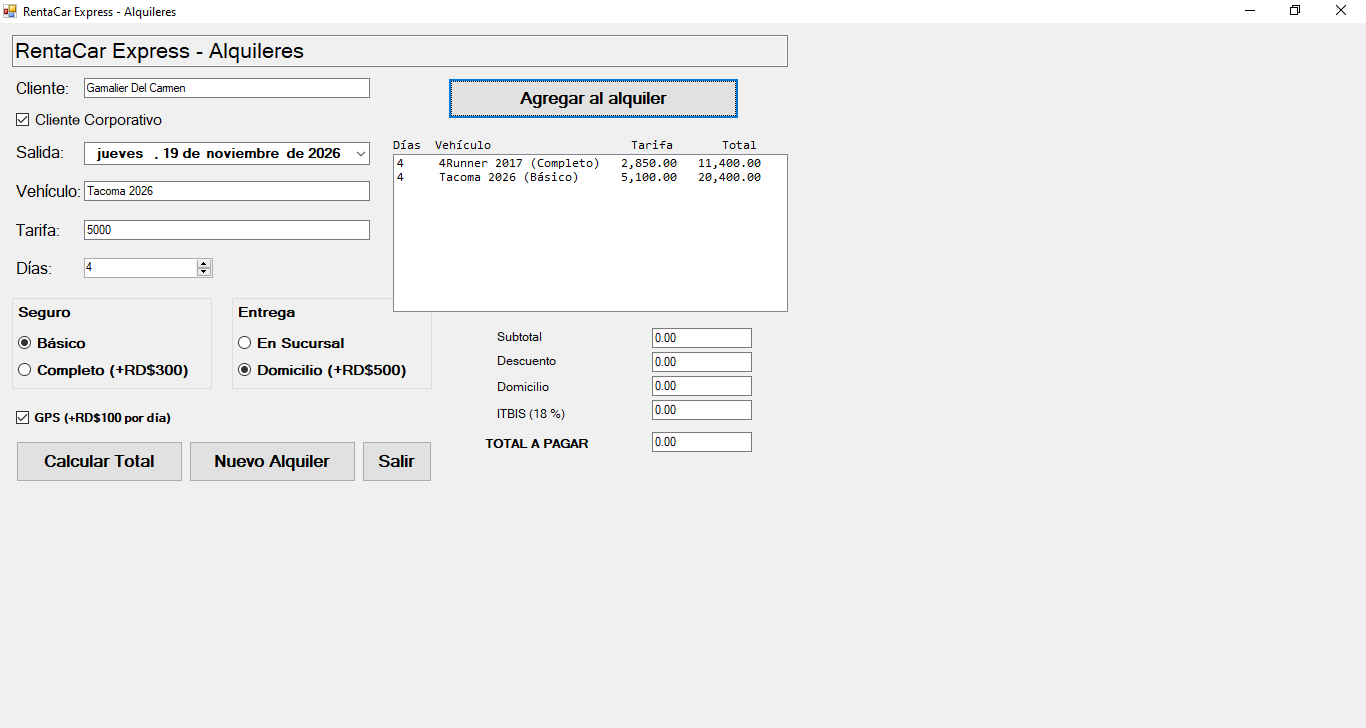 RentaCar Express - Alquileres
RentaCar Express - Alquileres
Cliente: Gamalier Del Carmen
Cliente Corporativo
Salida: jueves , 19 de noviembre de 2026
Vehículo: Tacoma 2026
Tarifa: 5000
Días: 4
Seguro
Básico
Completo (+RD$300)
Entrega
En Sucursal
Domicilio (+RD$500)
GPS (+RD$100 por día)
Calcular Total Nuevo Alquiler Salir
Agregar al alquiler
Días Vehículo Tarifa Total
4 4Runner 2017 (Completo) 2,850.00 11,400.00
4 Tacoma 2026 (Básico) 5,100.00 20,400.00
Subtotal 0.00
Descuento 0.00
Domicilio 0.00
ITBIS (18 %) 0.00
TOTAL A PAGAR 0.00